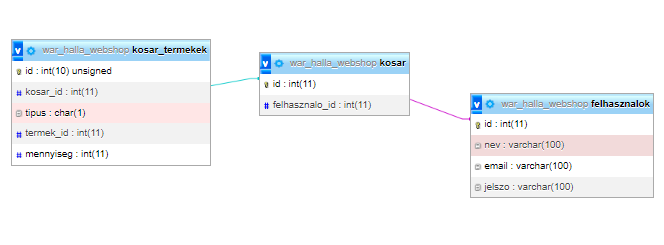 v war_halla_webshop kosar_termekek
id : int(10) unsigned
# kosar_id : int(11)
tipus : char(1)
# termek_id : int(11)
# mennyiseg : int(11)
v war_halla_webshop kosar
id : int(11)
# felhasznalo_id : int(11)
v war_halla_webshop felhasznalok
id : int(11)
nev : varchar(100)
email : varchar(100)
jelszo : varchar(100)